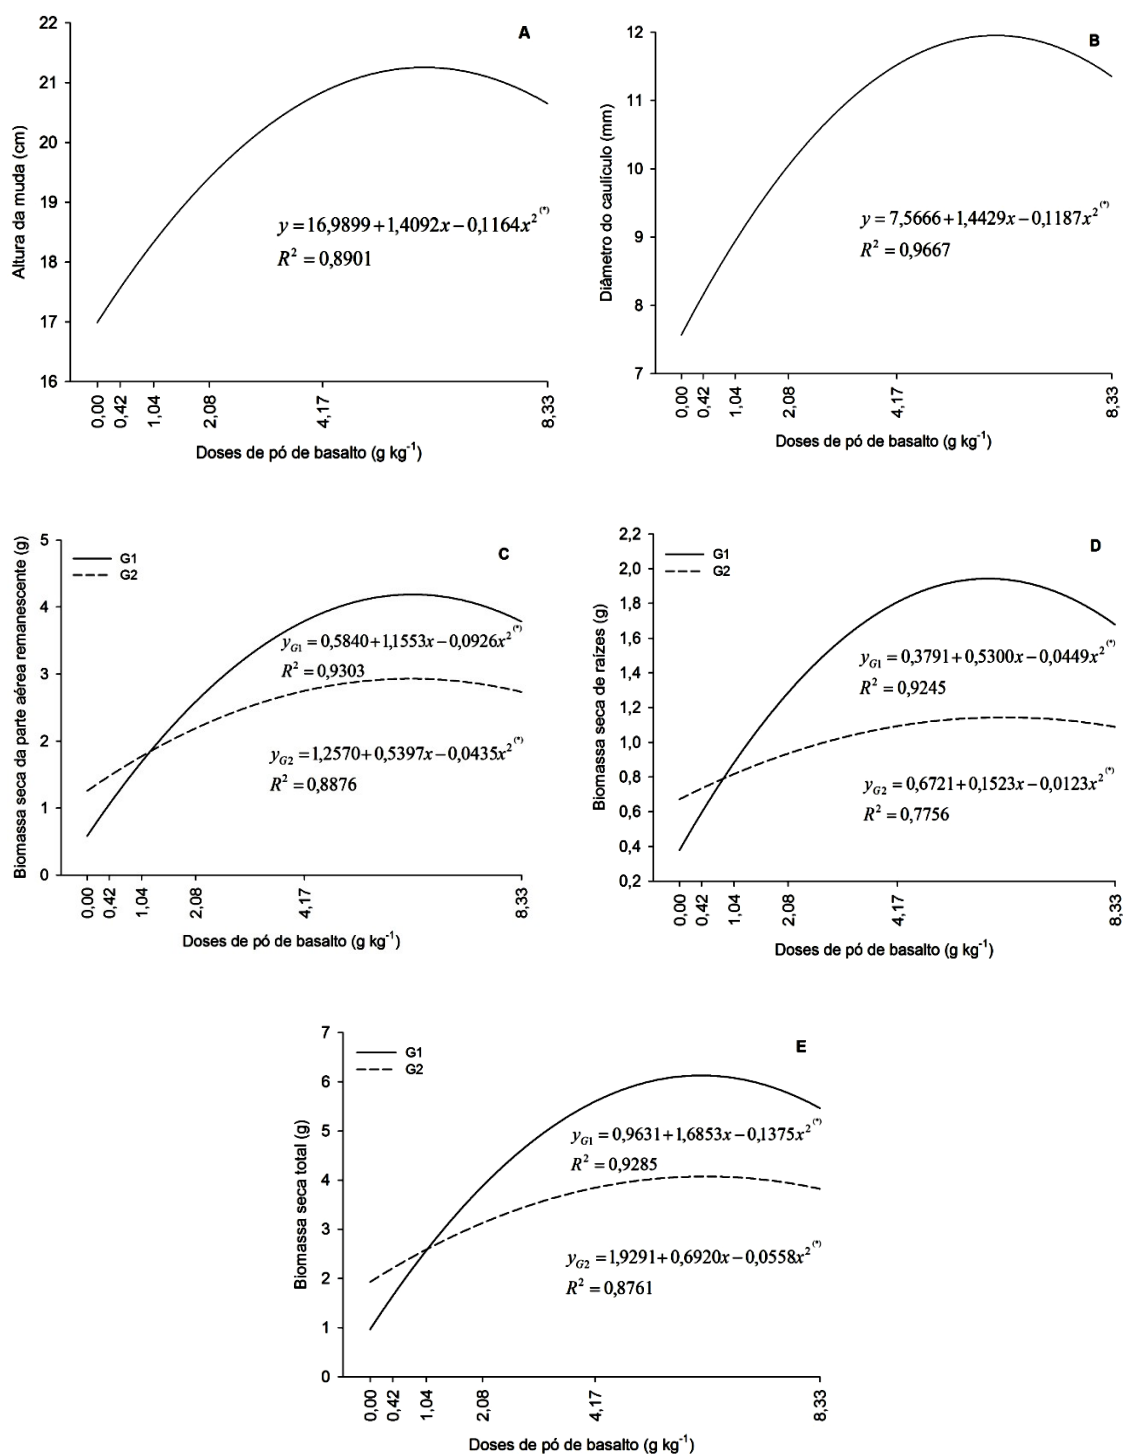 A
Altura da muda (cm)
22
21
20
19
18
17
16
y = 16,9899 + 1,4092x − 0,1164x² (*)
R² = 0,8901
0,00 0,42 1,04 2,08 4,17 8,33
Doses de pó de basalto (g kg⁻¹)
B
Diâmetro do caulículo (mm)
12
11
10
9
8
7
y = 7,5666 + 1,4429x − 0,1187x² (*)
R² = 0,9667
0,00 0,42 1,04 2,08 4,17 8,33
Doses de pó de basalto (g kg⁻¹)
C
Biomassa seca da parte aérea remanescente (g)
5
4
3
2
1
0
G1
G2
y_G1 = 0,5840 + 1,1553x − 0,0926x² (*)
R² = 0,9303
y_G2 = 1,2570 + 0,5397x − 0,0435x² (*)
R² = 0,8876
0,00 0,42 1,04 2,08 4,17 8,33
Doses de pó de basalto (g kg⁻¹)
D
Biomassa seca de raízes (g)
2,2
2,0
1,8
1,6
1,4
1,2
1,0
0,8
0,6
0,4
0,2
G1
G2
y_G1 = 0,3791 + 0,5300x − 0,0449x² (*)
R² = 0,9245
y_G2 = 0,6721 + 0,1523x − 0,0123x² (*)
R² = 0,7756
0,00 0,42 1,04 2,08 4,17 8,33
Doses de pó de basalto (g kg⁻¹)
E
Biomassa seca total (g)
7
6
5
4
3
2
1
0
G1
G2
y_G1 = 0,9631 + 1,6853x − 0,1375x² (*)
R² = 0,9285
y_G2 = 1,9291 + 0,6920x − 0,0558x² (*)
R² = 0,8761
0,00 0,42 1,04 2,08 4,17 8,33
Doses de pó de basalto (g kg⁻¹)